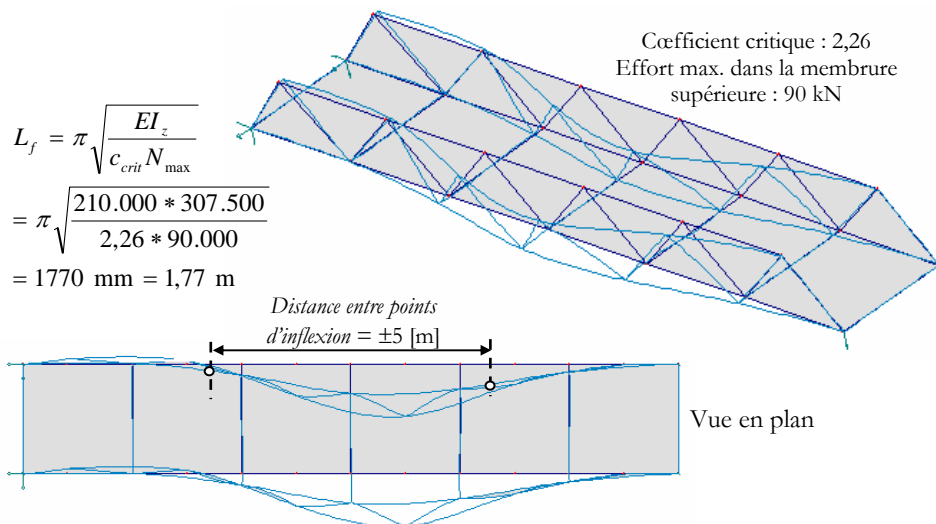 Cœfficient critique : 2,26
Effort max. dans la membrure
supérieure : 90 kN
L_f = π√(EI_z / (c_crit N_max))
= π√(210.000 * 307.500 / (2,26 * 90.000))
= 1770 mm = 1,77 m
Distance entre points
d'inflexion = ±5 [m]
Vue en plan